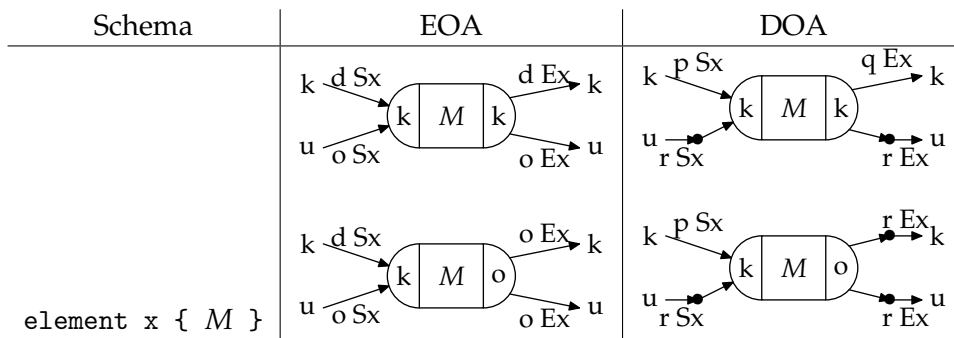 Schema EOA DOA
k d Sx d Ex k k p Sx q Ex k
k M k k M k
u o Sx o Ex u u r Sx r Ex u
k d Sx o Ex k k p Sx r Ex k
k M o k M o
u o Sx o Ex u u r Sx r Ex u
element x { M }